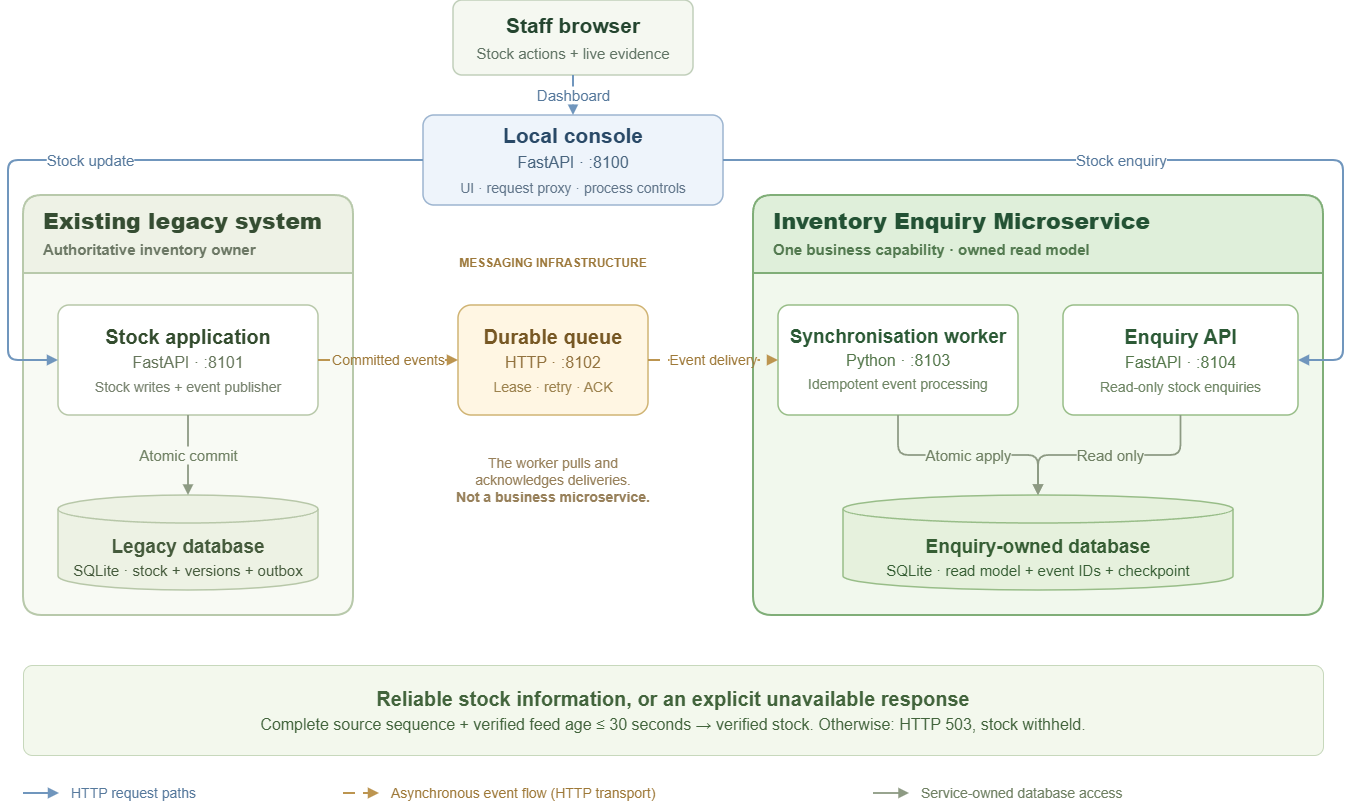 Staff browser
Stock actions + live evidence
Dashboard
Local console
FastAPI · :8100
UI · request proxy · process controls
Stock update
Stock enquiry
Existing legacy system
Authoritative inventory owner
Inventory Enquiry Microservice
One business capability · owned read model
MESSAGING INFRASTRUCTURE
Stock application
FastAPI · :8101
Stock writes + event publisher
Committed events
Durable queue
HTTP · :8102
Lease · retry · ACK
Event delivery
Synchronisation worker
Python · :8103
Idempotent event processing
Enquiry API
FastAPI · :8104
Read-only stock enquiries
Atomic commit
The worker pulls and
acknowledges deliveries.
Not a business microservice.
Atomic apply
Read only
Legacy database
SQLite · stock + versions + outbox
Enquiry-owned database
SQLite · read model + event IDs + checkpoint
Reliable stock information, or an explicit unavailable response
Complete source sequence + verified feed age ≤ 30 seconds → verified stock. Otherwise: HTTP 503, stock withheld.
HTTP request paths
Asynchronous event flow (HTTP transport)
Service-owned database access